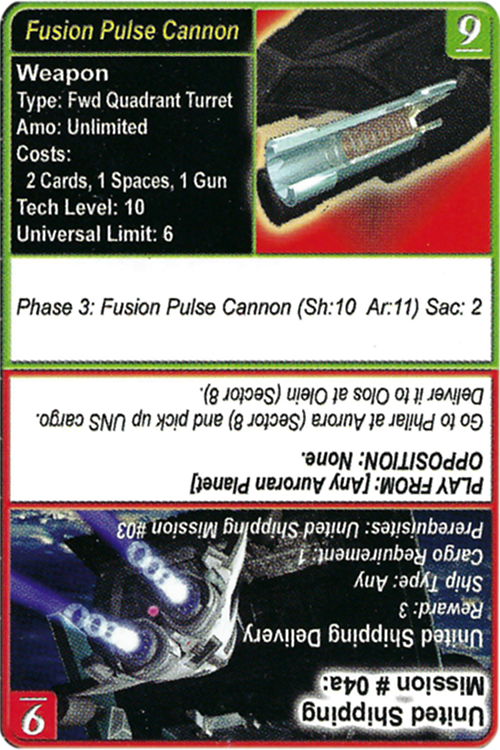 Fusion Pulse Cannon
9
Weapon
Type: Fwd Quadrant Turret
Amo: Unlimited
Costs:
2 Cards, 1 Spaces, 1 Gun
Tech Level: 10
Universal Limit: 6
Phase 3: Fusion Pulse Cannon (Sh:10 Ar:11) Sac: 2
United Shipping
Mission # 04a:
6
United Shipping Delivery
Reward: 3
Ship Type: Any
Cargo Requirement: 1
Prerequisites: United Shipping Mission #03
PLAY FROM: [Any Auroran Planet]
OPPOSITION: None.
Go to Philar at Aurora (Sector 8) and pick up UNS cargo.
Deliver it to Olos at Olein (Sector 8).